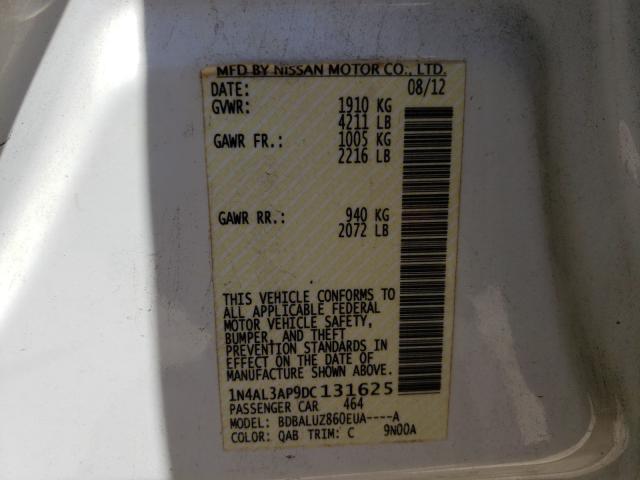 MFD BY NISSAN MOTOR CO., LTD.
DATE: 08/12
GVWR: 1910 KG
4211 LB
GAWR FR.: 1005 KG
2216 LB
GAWR RR.: 940 KG
2072 LB
THIS VEHICLE CONFORMS TO
ALL APPLICABLE FEDERAL
MOTOR VEHICLE SAFETY,
BUMPER, AND THEFT
PREVENTION STANDARDS IN
EFFECT ON THE DATE OF
MANUFACTURE SHOWN ABOVE.
1N4AL3AP9DC131625
PASSENGER CAR 464
MODEL: BDBALUZ860EUA----A
COLOR: QAB TRIM: C 9N00A